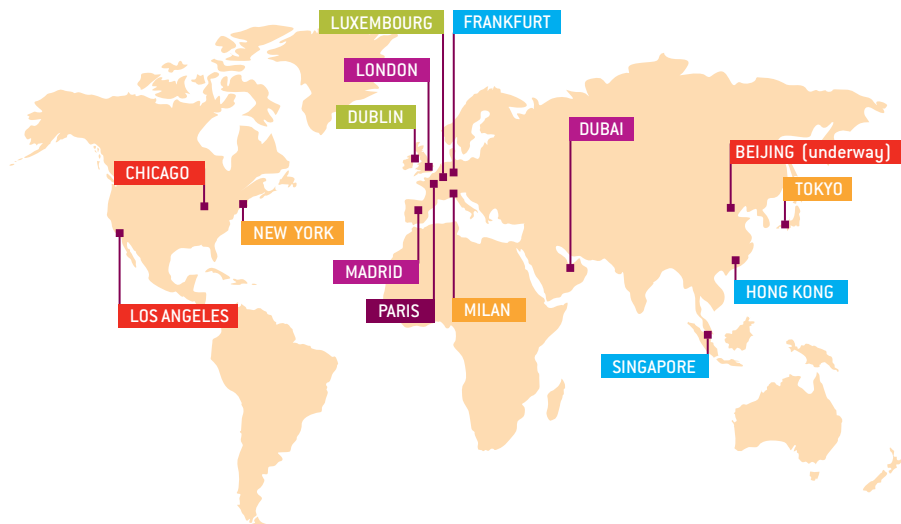 LUXEMBOURG
FRANKFURT
LONDON
DUBLIN
DUBAI
BEIJING (underway)
CHICAGO
TOKYO
NEW YORK
MADRID
HONG KONG
LOS ANGELES
PARIS
MILAN
SINGAPORE